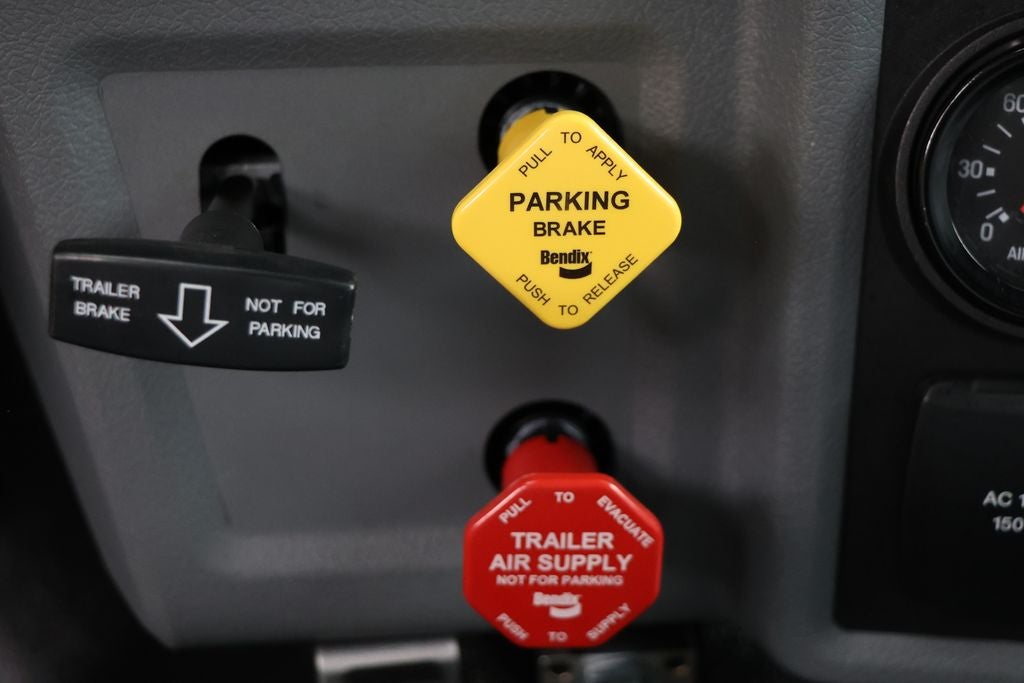 PULL TO APPLY
PARKING
BRAKE
Bendix
PUSH TO RELEASE
TRAILER
BRAKE
NOT FOR
PARKING
PULL TO EVACUATE
TRAILER
AIR SUPPLY
NOT FOR PARKING
Bendix
PUSH TO SUPPLY
60
30
0
AC